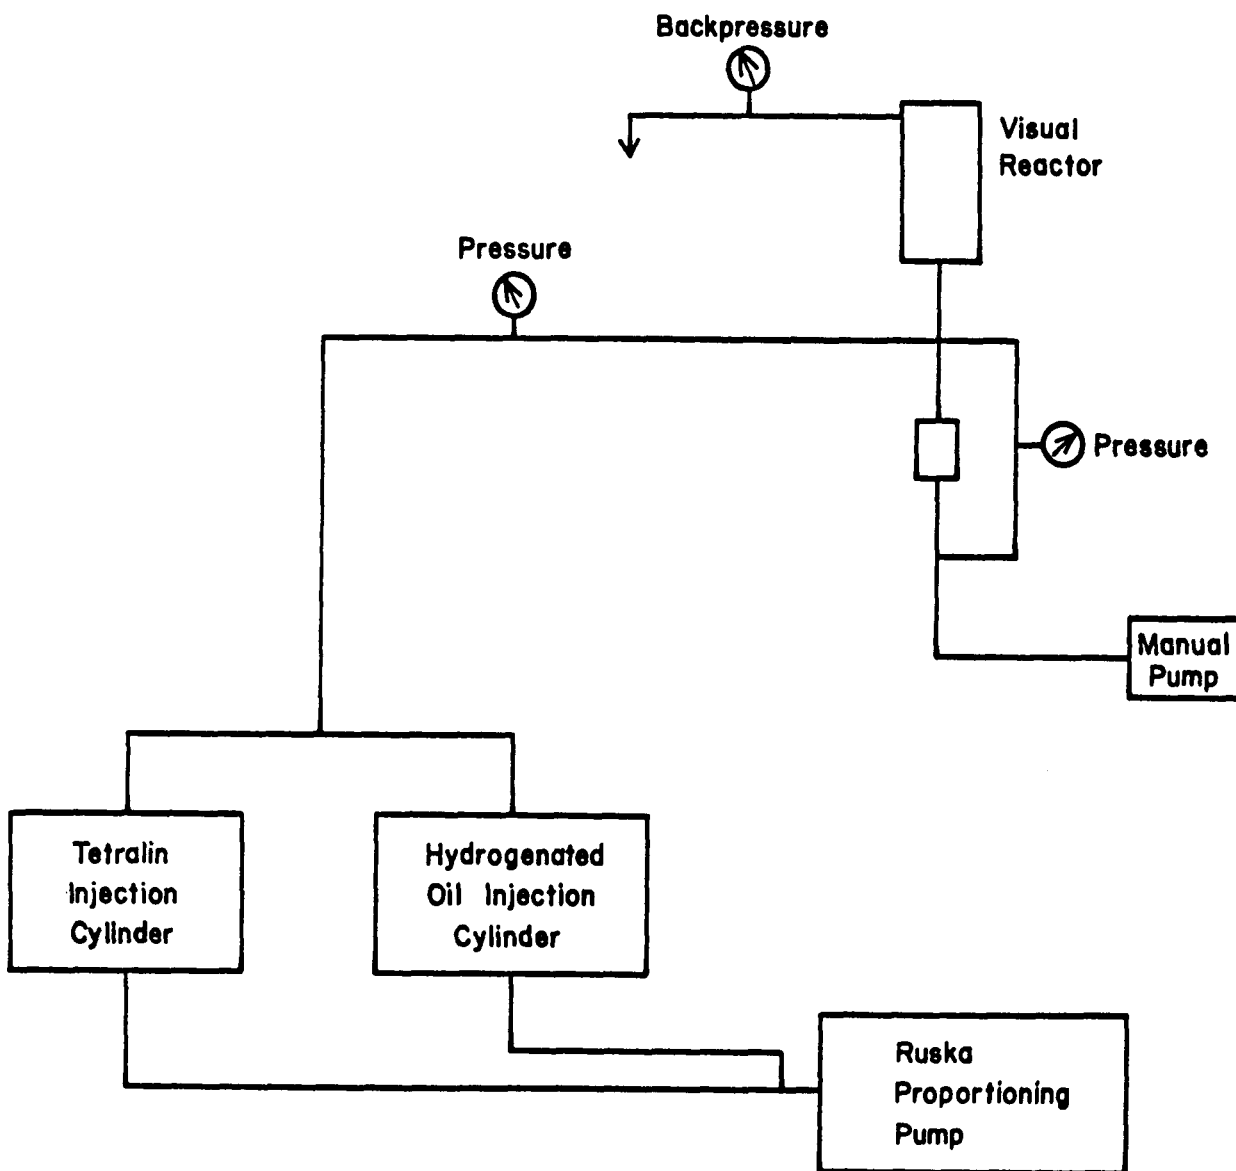 Backpressure
Visual
Reactor
Pressure
Pressure
Manual
Pump
Tetralin
Injection
Cylinder
Hydrogenated
Oil Injection
Cylinder
Ruska
Proportioning
Pump